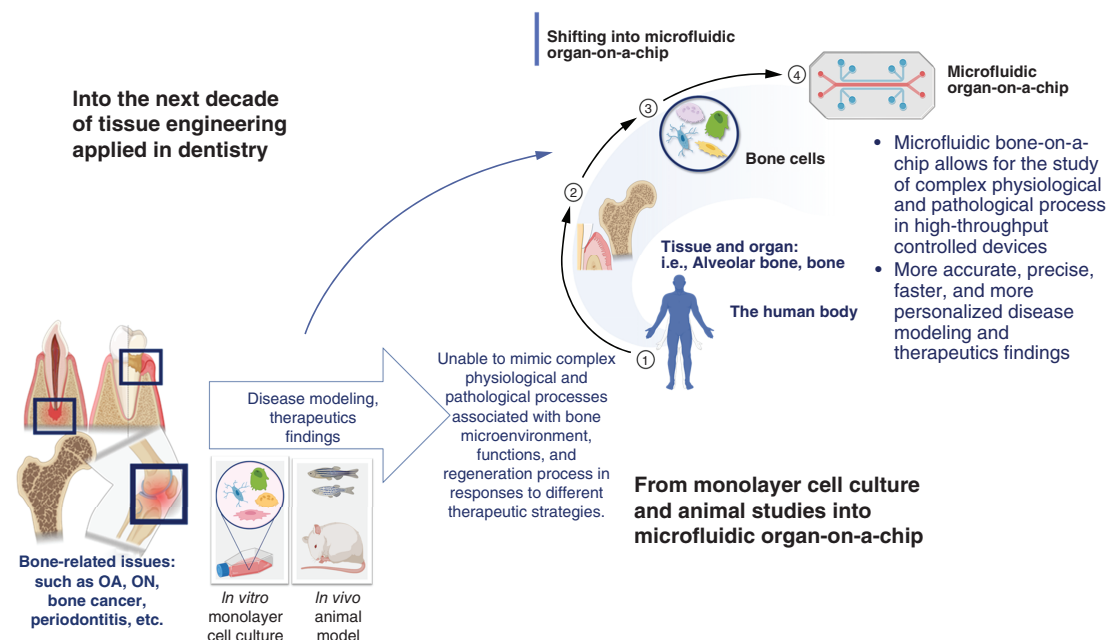 Into the next decade
of tissue engineering
applied in dentistry
Shifting into microfluidic
organ-on-a-chip
4
Microfluidic
organ-on-a-chip
3
Bone cells
2
Tissue and organ:
i.e., Alveolar bone, bone
The human body
1
• Microfluidic bone-on-a-
chip allows for the study
of complex physiological
and pathological process
in high-throughput
controlled devices
• More accurate, precise,
faster, and more
personalized disease
modeling and
therapeutics findings
Disease modeling,
therapeutics
findings
Unable to mimic complex
physiological and
pathological processes
associated with bone
microenvironment,
functions, and
regeneration process in
responses to different
therapeutic strategies.
From monolayer cell culture
and animal studies into
microfluidic organ-on-a-chip
Bone-related issues:
such as OA, ON,
bone cancer,
periodontitis, etc.
In vitro
monolayer
cell culture
In vivo
animal
model